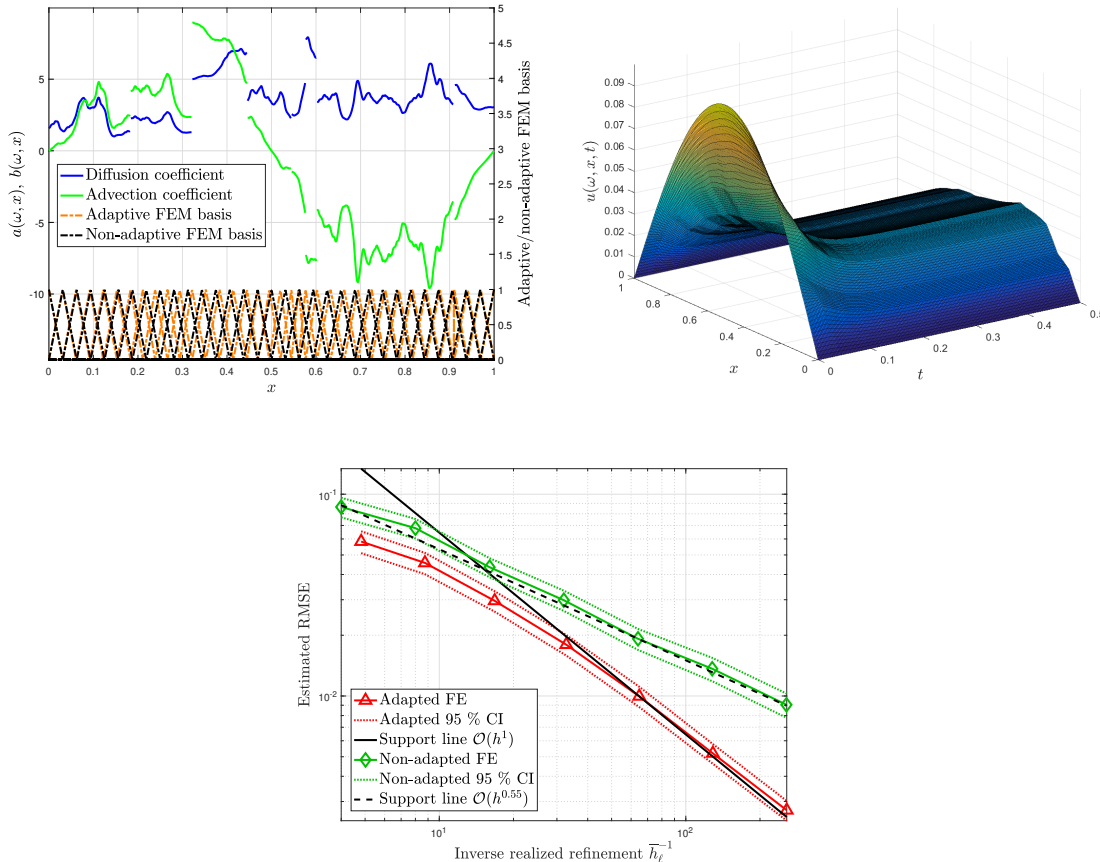 a(ω, x), b(ω, x)
5
0
-5
-10
Diffusion coefficient
Advection coefficient
Adaptive FEM basis
Non-adaptive FEM basis
0 0.1 0.2 0.3 0.4 0.5 0.6 0.7 0.8 0.9 1
x
5
4.5
4
3.5
3
2.5
2
1.5
1
0.5
0
Adaptive/non-adaptive FEM basis
u(ω, x, t)
0.09
0.08
0.07
0.06
0.05
0.04
0.03
0.02
0.01
0
1 0.8 0.6 0.4 0.2 0
x
0 0.1 0.2 0.3 0.4 0.5
t
Estimated RMSE
10⁻¹
10⁻²
Adapted FE
Adapted 95 % CI
Support line 𝒪(h¹)
Non-adapted FE
Non-adapted 95 % CI
Support line 𝒪(h⁰·⁵⁵)
10¹ 10²
Inverse realized refinement h̅ℓ⁻¹